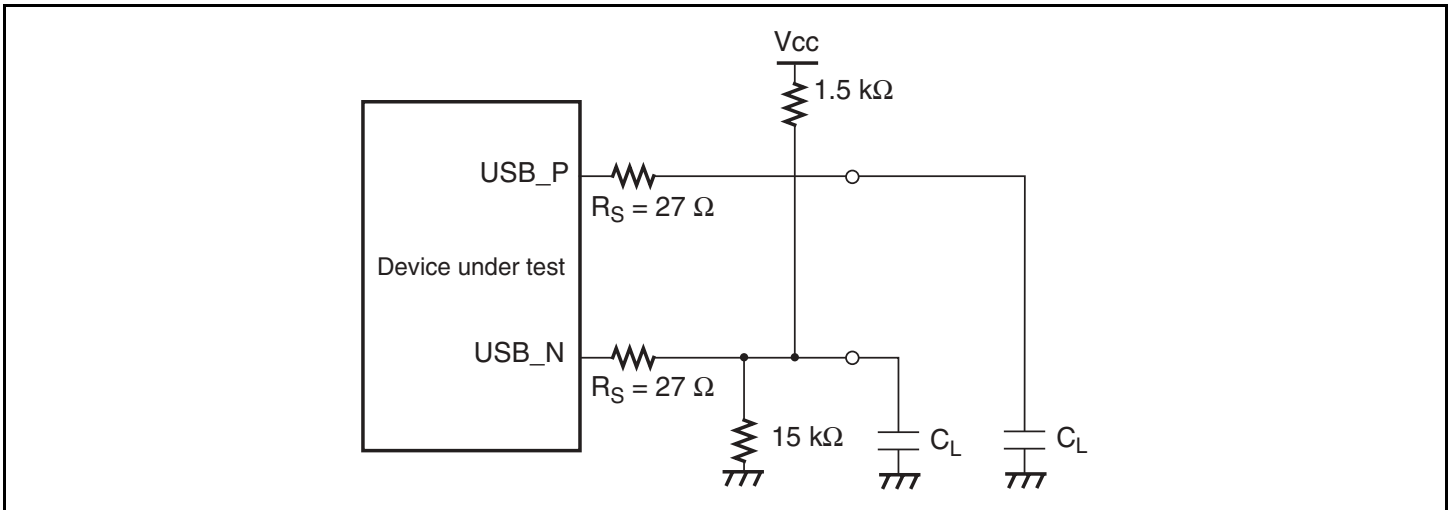 Vcc
1.5 kΩ
USB_P
R_S = 27 Ω
Device under test
USB_N
R_S = 27 Ω
15 kΩ
C_L
C_L